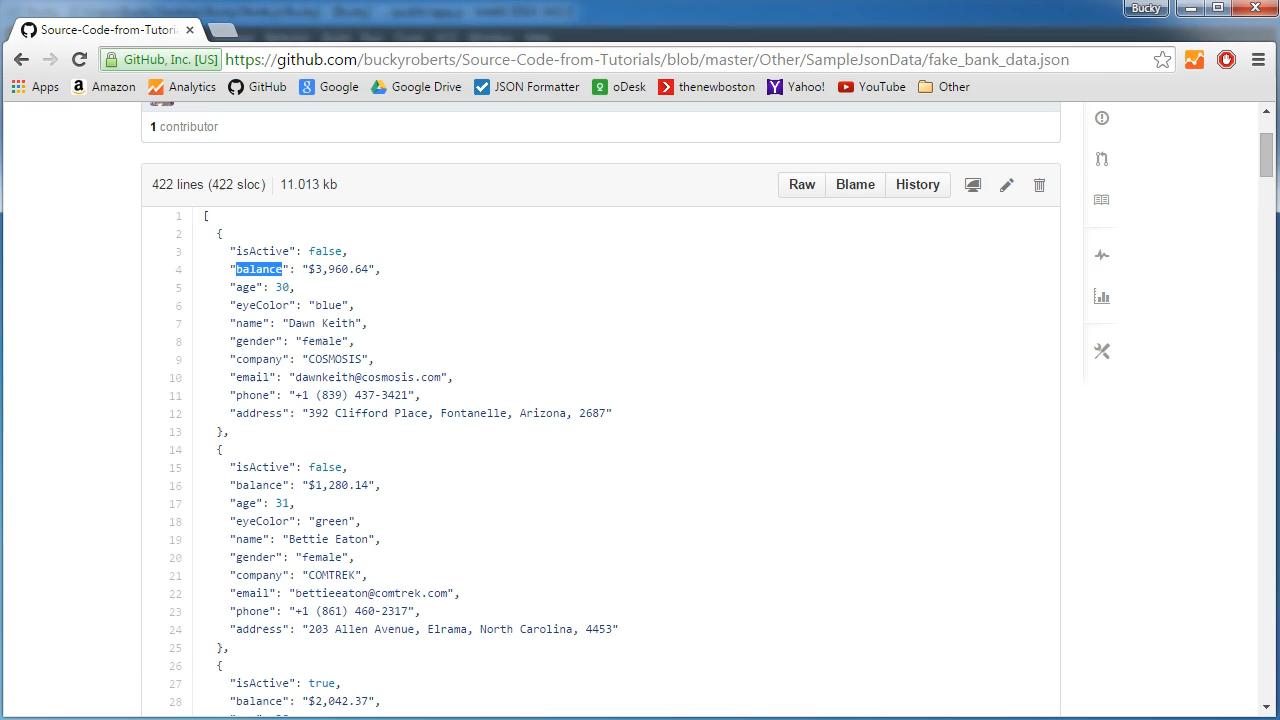 Bucky
Source-Code-from-Tutoria
GitHub, Inc. [US] https://github.com/buckyroberts/Source-Code-from-Tutorials/blob/master/Other/SampleJsonData/fake_bank_data.json
Apps Amazon Analytics GitHub Google Google Drive JSON Formatter oDesk thenewboston Yahoo! YouTube Other
1 contributor
422 lines (422 sloc) 11.013 kb Raw Blame History
1 [
2 {
3 "isActive": false,
4 "balance": "$3,960.64",
5 "age": 30,
6 "eyeColor": "blue",
7 "name": "Dawn Keith",
8 "gender": "female",
9 "company": "COSMOSIS",
10 "email": "dawnkeith@cosmosis.com",
11 "phone": "+1 (839) 437-3421",
12 "address": "392 Clifford Place, Fontanelle, Arizona, 2687"
13 },
14 {
15 "isActive": false,
16 "balance": "$1,280.14",
17 "age": 31,
18 "eyeColor": "green",
19 "name": "Bettie Eaton",
20 "gender": "female",
21 "company": "COMTREK",
22 "email": "bettieeaton@comtrek.com",
23 "phone": "+1 (861) 460-2317",
24 "address": "203 Allen Avenue, Elrama, North Carolina, 4453"
25 },
26 {
27 "isActive": true,
28 "balance": "$2,042.37",